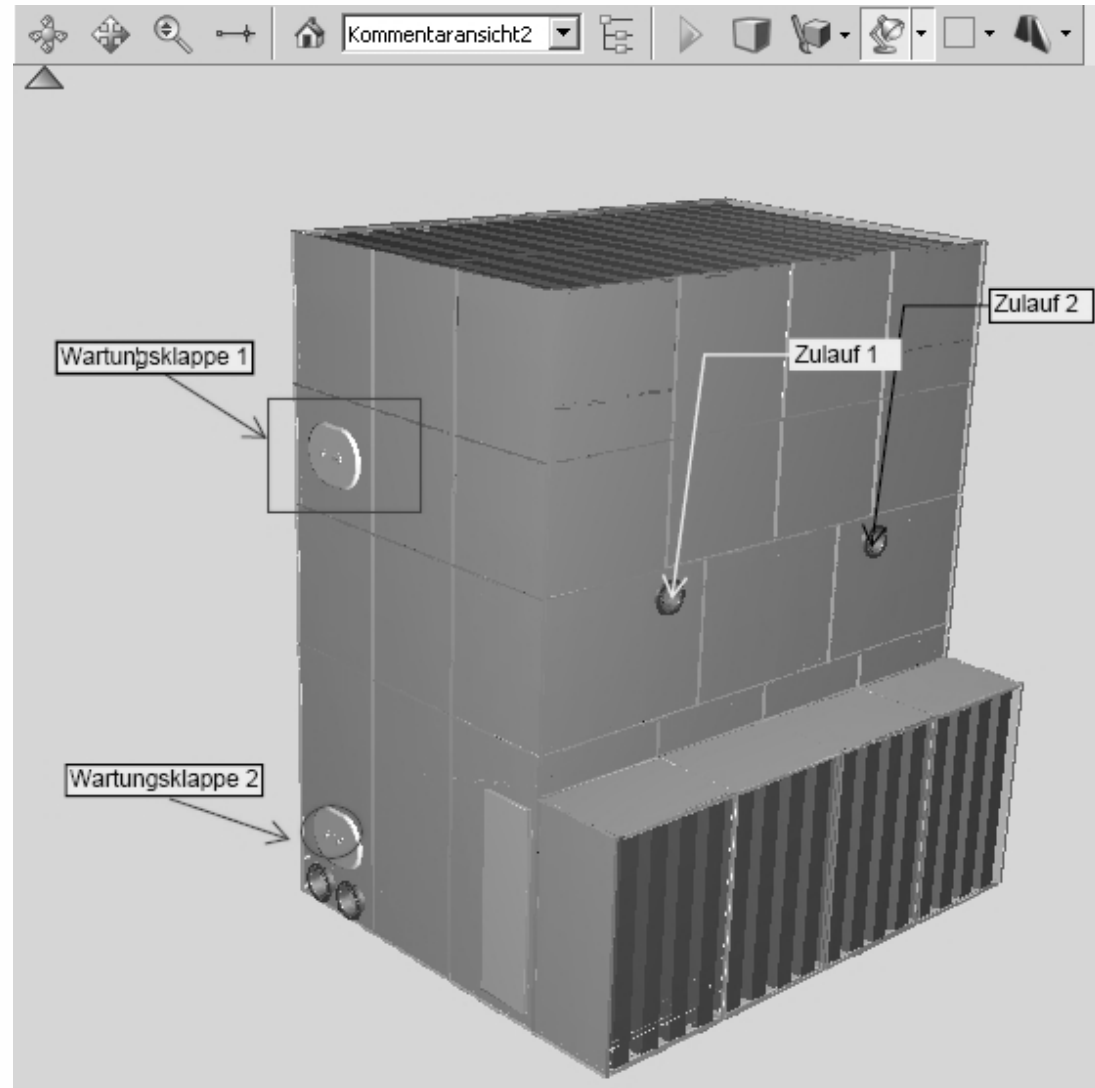 Kommentaransicht2
Zulauf 2
Wartungsklappe 1
Zulauf 1
Wartungsklappe 2